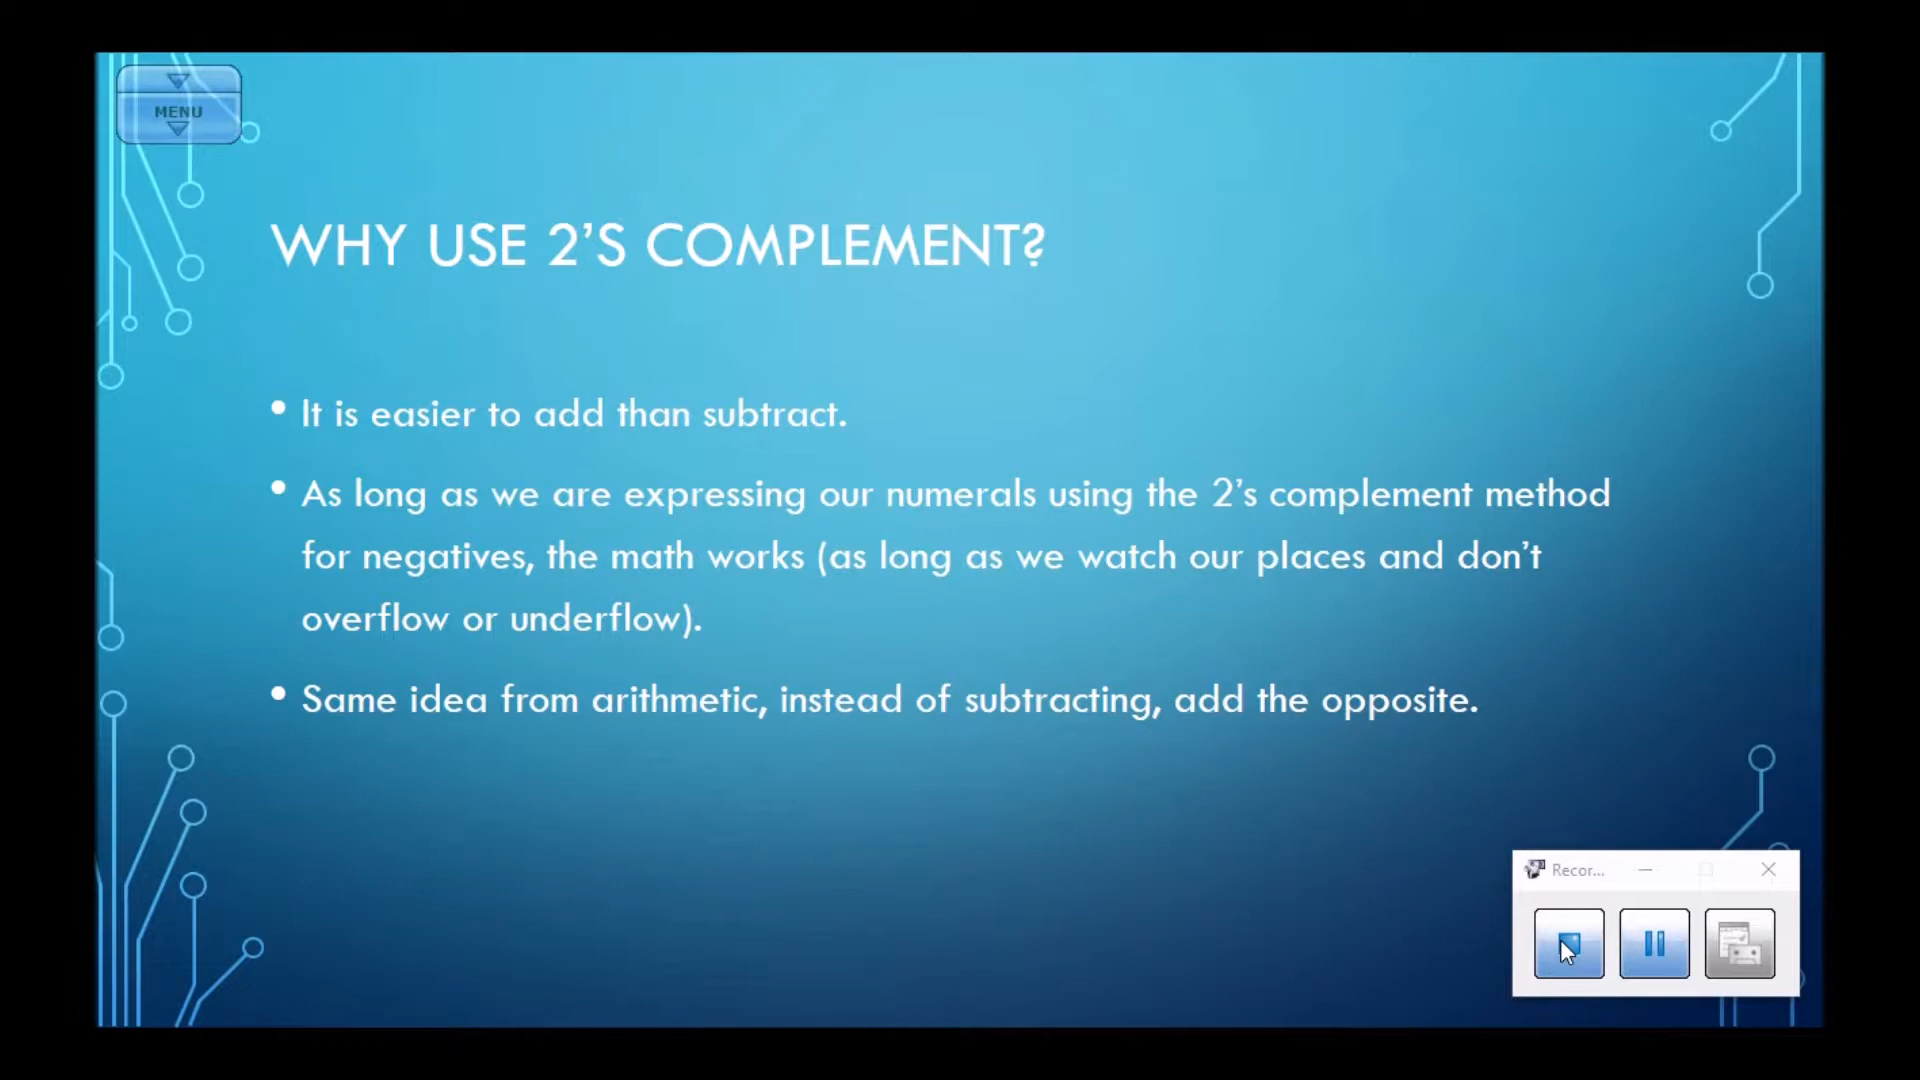 MENU
WHY USE 2’S COMPLEMENT?
• It is easier to add than subtract.
• As long as we are expressing our numerals using the 2’s complement method
for negatives, the math works (as long as we watch our places and don’t
overflow or underflow).
• Same idea from arithmetic, instead of subtracting, add the opposite.
Recor...